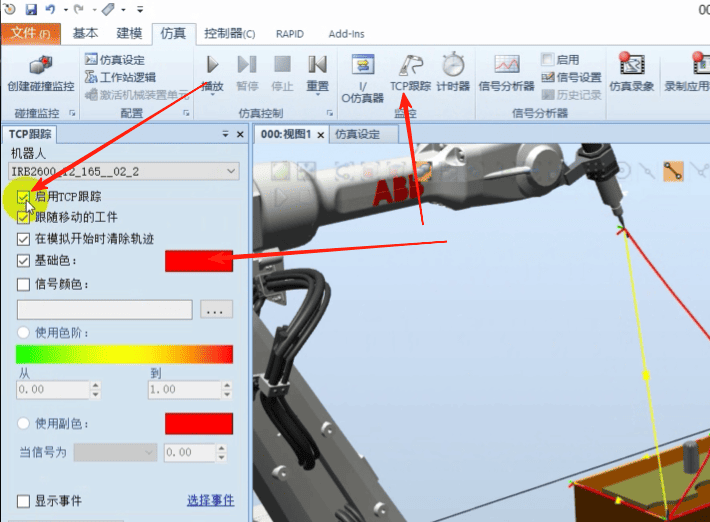 00
文件(F) 基本 建模 仿真 控制器(C) RAPID Add-Ins
创建碰撞监控
碰撞监控
仿真设定
工作站逻辑
激活机械装置单元
配置
播放 暂停 停止 重置
仿真控制
I/O仿真器 TCP跟踪 计时器
监控
信号分析器
启用
信号设置
历史记录
信号分析器
仿真录象 录制应用
TCP跟踪
000:视图1 仿真设定
机器人
IRB2600_12_165__02_2
启用TCP跟踪
跟随移动的工件
在模拟开始时清除轨迹
基础色:
信号颜色:
...
使用色阶:
从 到
0.00 1.00
使用副色:
当信号为 0.00
显示事件 选择事件
ABB